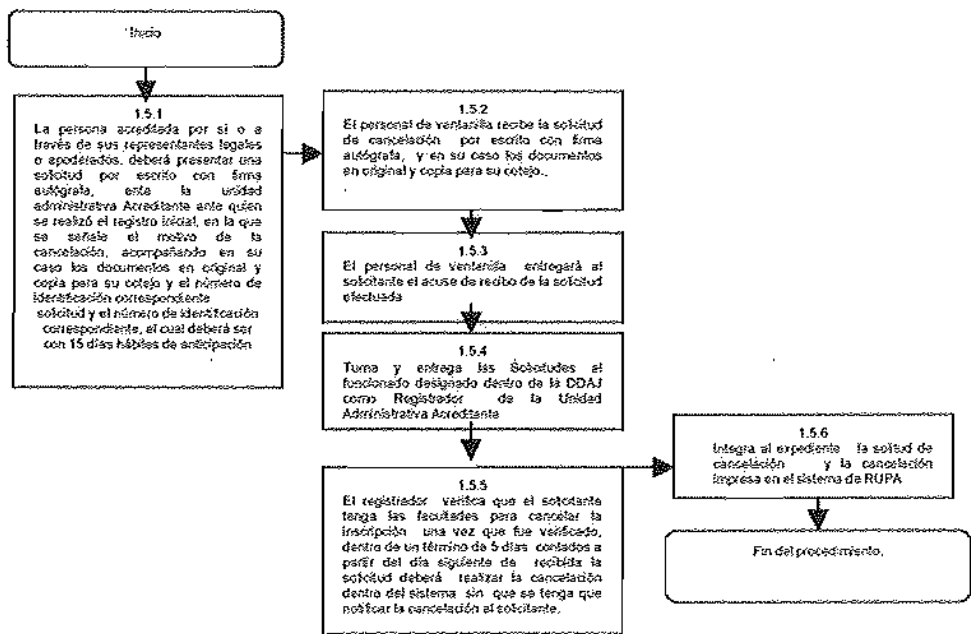 Inicio
1.5.1
La persona acreditada por si o a
través de sus representantes legales
o apoderados, deberá presentar una
solicitud por escrito con firma
autógrafa, ante la unidad
administrativa Acreditante ante quien
se realizó el registro inicial, en la que
se señale el motivo de la
cancelación, acompañando en su
caso los documentos en original y
copia para su cotejo y el número de
identificación correspondiente
solicitud y el número de identificación
correspondiente, el cual deberá ser
con 15 días hábiles de anticipación
1.5.2
El personal de ventanilla recibe la solicitud
de cancelación por escrito con firma
autógrafa, y en su caso los documentos
en original y copia para su cotejo.
1.5.3
El personal de ventanilla entregará al
solicitante el acuse de recibo de la solicitud
efectuada
1.5.4
Turna y entrega las Solicitudes al
funcionado designado dentro de la DDAJ
como Registrador de la Unidad
Administrativa Acreditante
1.5.5
El registrador verifica que el solicitante
tenga las facultades para cancelar la
inscripción una vez que fue verificado,
dentro de un término de 5 días contados a
partir del día siguiente de recibida la
solicitud deberá realizar la cancelación
dentro del sistema sin que se tenga que
notificar la cancelación al solicitante.
1.5.6
Integra al expediente la solitud de
cancelación y la cancelación
impresa en el sistema de RUPA
Fin del procedimiento.